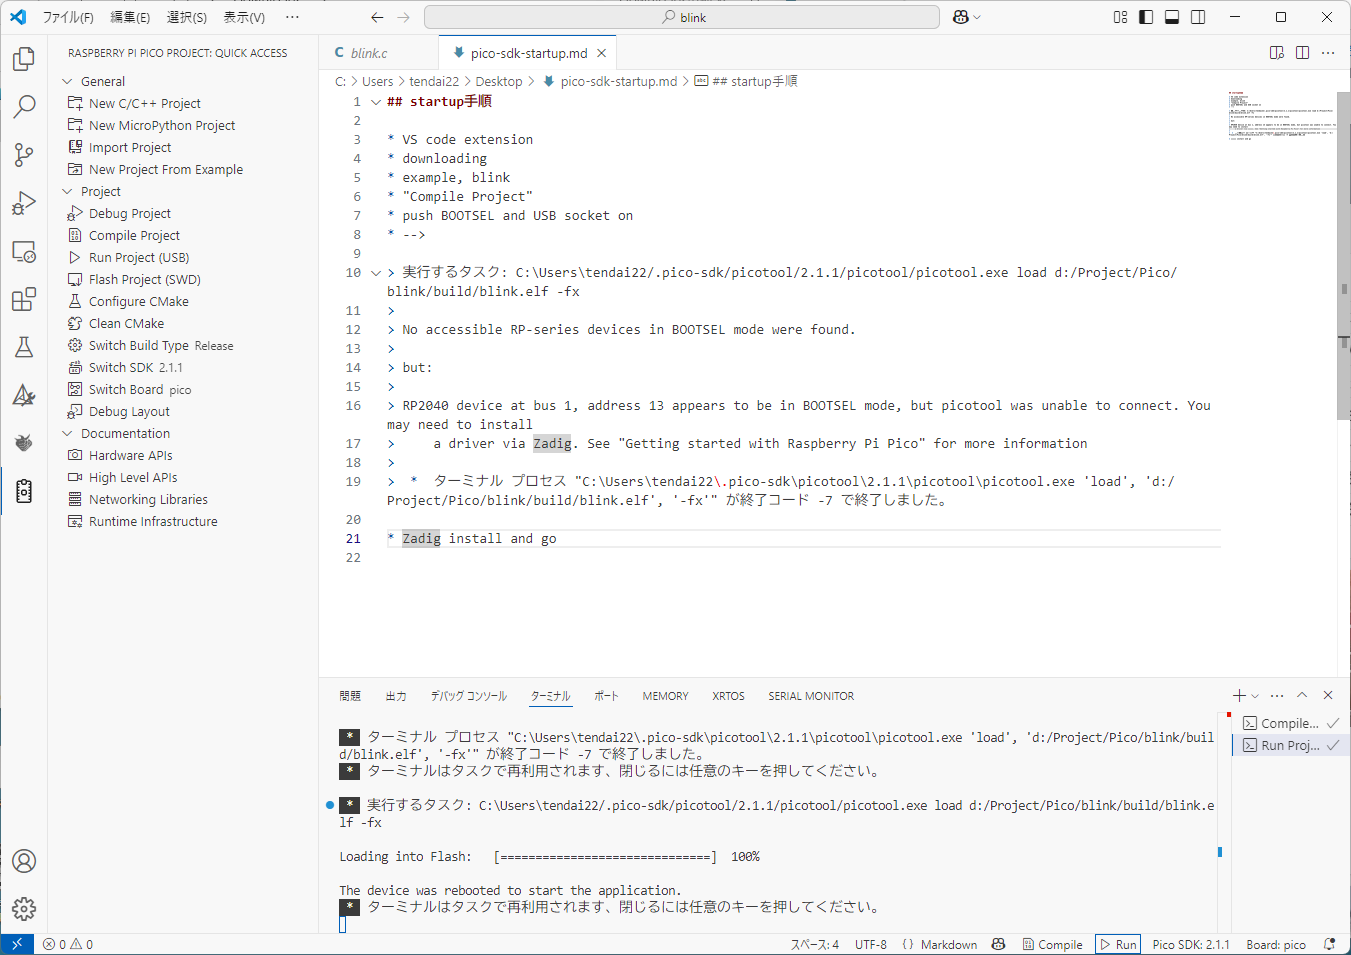 ファイル(F) 編集(E) 選択(S) 表示(V) ··· blink
RASPBERRY PI PICO PROJECT: QUICK ACCESS
General
New C/C++ Project
New MicroPython Project
Import Project
New Project From Example
Project
Debug Project
Compile Project
Run Project (USB)
Flash Project (SWD)
Configure CMake
Clean CMake
Switch Build Type Release
Switch SDK 2.1.1
Switch Board pico
Debug Layout
Documentation
Hardware APIs
High Level APIs
Networking Libraries
Runtime Infrastructure
C blink.c pico-sdk-startup.md
C: > Users > tendai22 > Desktop > pico-sdk-startup.md > abc ## startup手順
1 ## startup手順
2
3 * VS code extension
4 * downloading
5 * example, blink
6 * "Compile Project"
7 * push BOOTSEL and USB socket on
8 * -->
9
10 > 実行するタスク: C:\Users\tendai22/.pico-sdk/picotool/2.1.1/picotool/picotool.exe load d:/Project/Pico/
blink/build/blink.elf -fx
11 >
12 > No accessible RP-series devices in BOOTSEL mode were found.
13 >
14 > but:
15 >
16 > RP2040 device at bus 1, address 13 appears to be in BOOTSEL mode, but picotool was unable to connect. You
may need to install
17 > a driver via Zadig. See "Getting started with Raspberry Pi Pico" for more information
18 >
19 > * ターミナル プロセス "C:\Users\tendai22\.pico-sdk\picotool\2.1.1\picotool\picotool.exe 'load', 'd:/
Project/Pico/blink/build/blink.elf', '-fx'" が終了コード -7 で終了しました。
20
21 * Zadig install and go
22
問題 出力 デバッグ コンソール ターミナル ポート MEMORY XRTOS SERIAL MONITOR
* ターミナル プロセス "C:\Users\tendai22\.pico-sdk\picotool\2.1.1\picotool\picotool.exe 'load', 'd:/Project/Pico/blink/buil
d/blink.elf', '-fx'" が終了コード -7 で終了しました。
* ターミナルはタスクで再利用されます、閉じるには任意のキーを押してください。
* 実行するタスク: C:\Users\tendai22/.pico-sdk/picotool/2.1.1/picotool/picotool.exe load d:/Project/Pico/blink/build/blink.e
lf -fx
Loading into Flash: [==============================] 100%
The device was rebooted to start the application.
* ターミナルはタスクで再利用されます、閉じるには任意のキーを押してください。
Compile...
Run Proj...
0 0 スペース: 4 UTF-8 {} Markdown Compile Run Pico SDK: 2.1.1 Board: pico